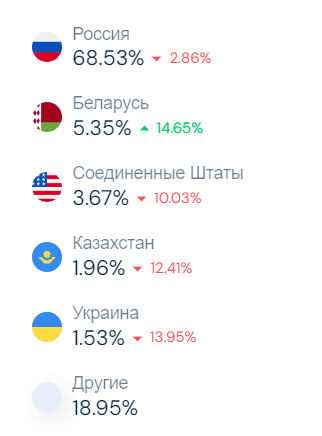 Россия
68.53% 2.86%
Беларусь
5.35% 14.65%
Соединенные Штаты
3.67% 10.03%
Казахстан
1.96% 12.41%
Украина
1.53% 13.95%
Другие
18.95%